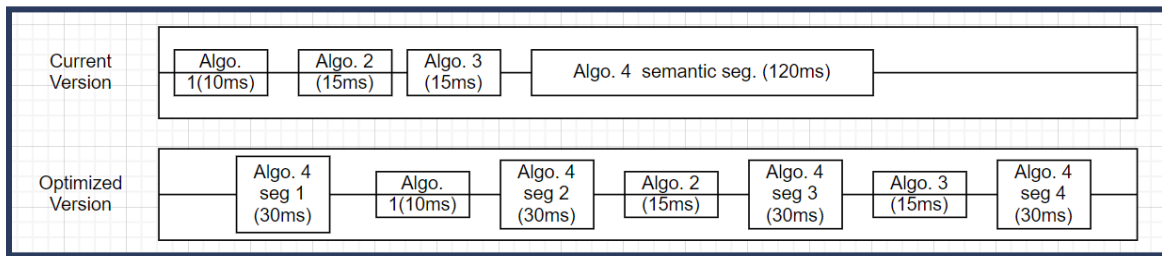 Current
Version
Algo.
1(10ms)
Algo. 2
(15ms)
Algo. 3
(15ms)
Algo. 4 semantic seg. (120ms)
Optimized
Version
Algo. 4
seg 1
(30ms)
Algo.
1(10ms)
Algo. 4
seg 2
(30ms)
Algo. 2
(15ms)
Algo. 4
seg 3
(30ms)
Algo. 3
(15ms)
Algo. 4
seg 4
(30ms)